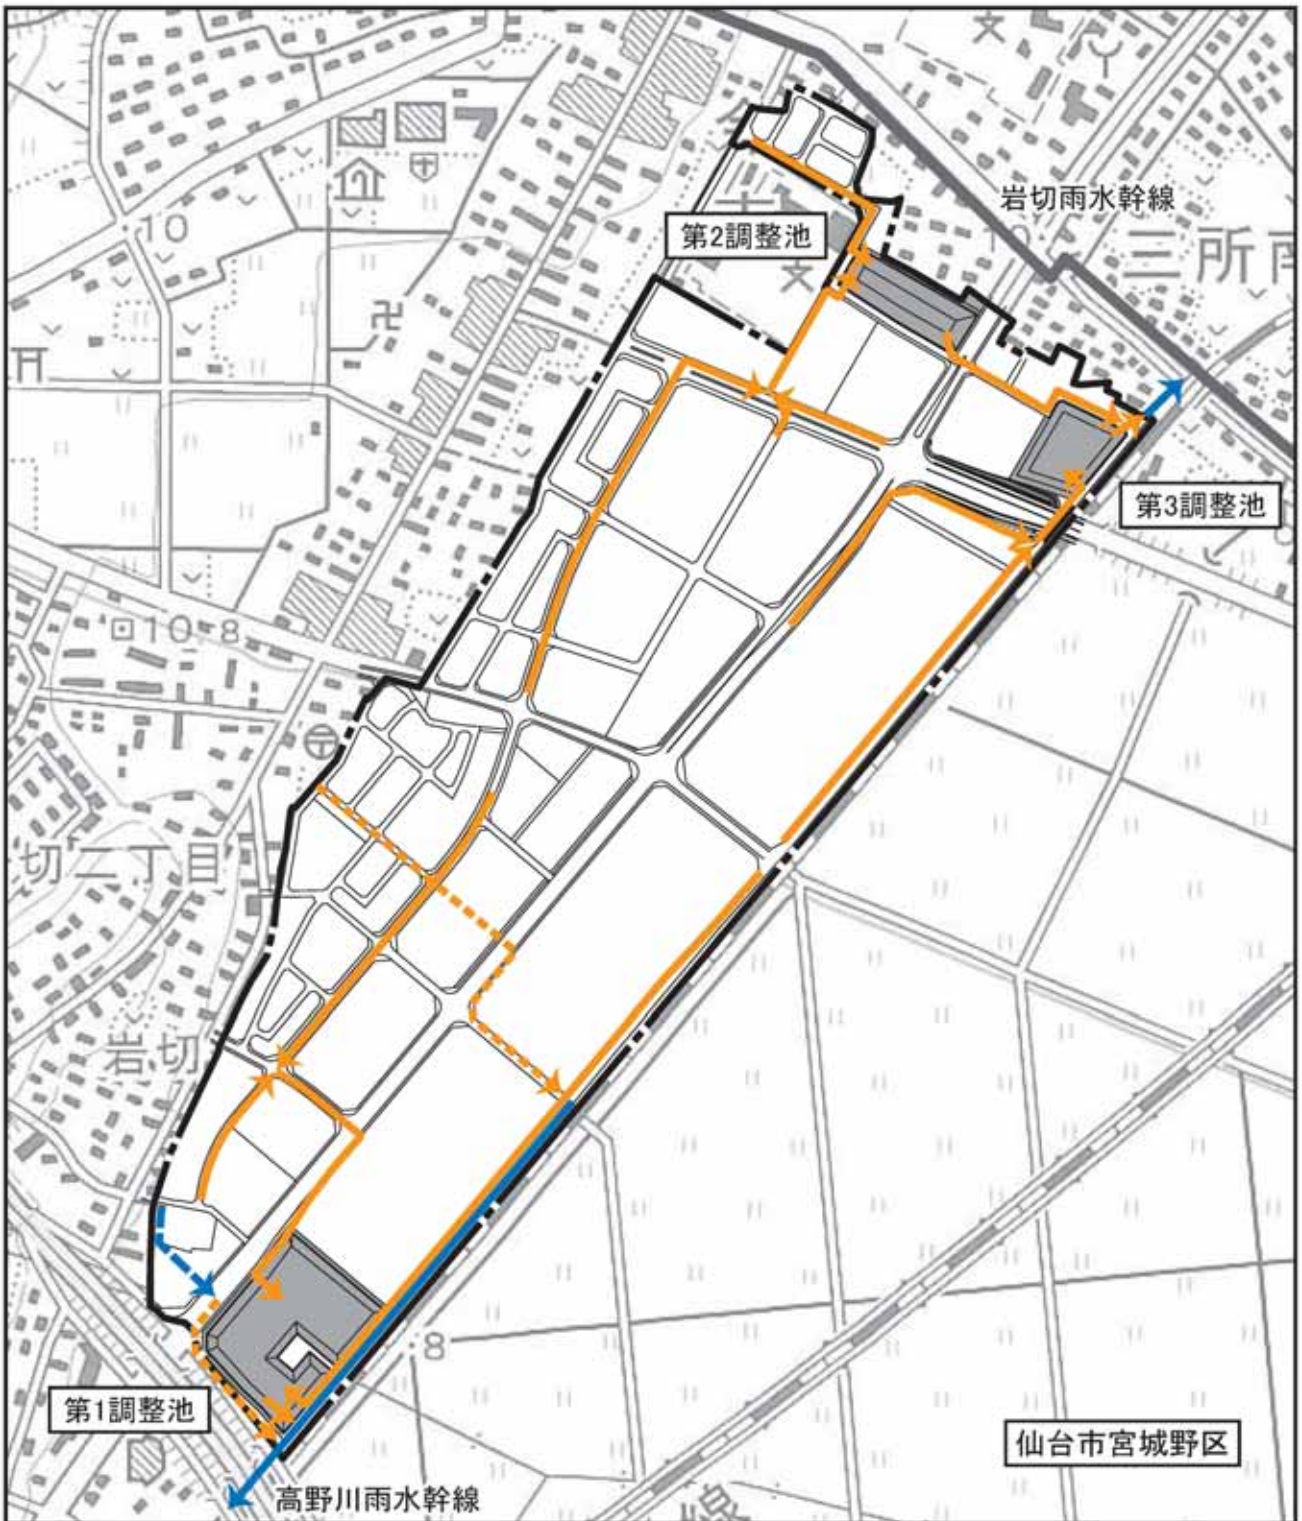 岩切雨水幹線
10
第2調整池
三所南
第3調整池
10・8
切二丁目
岩切
8
第1調整池
仙台市宮城野区
高野川雨水幹線
線